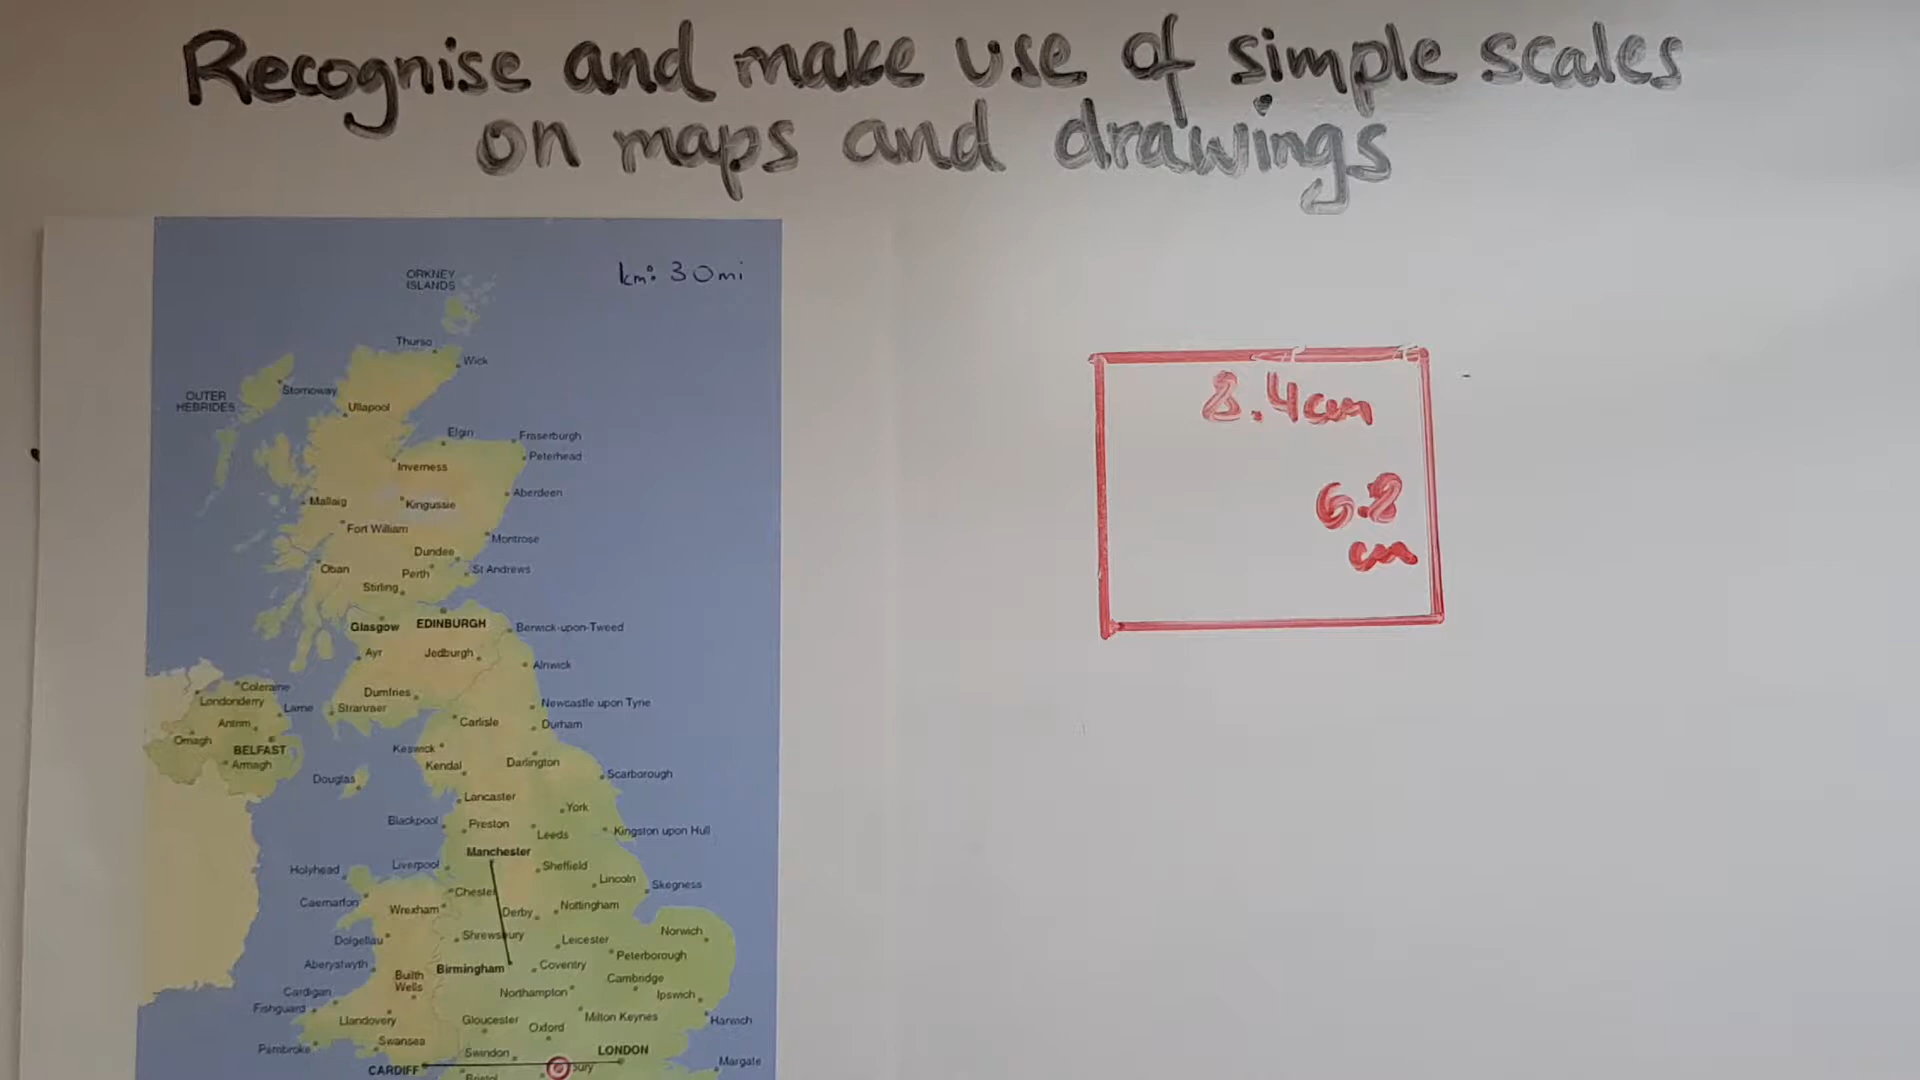 Recognise and make use of simple scales
on maps and drawings
km: 30mi
ORKNEY
ISLANDS
Thurso
Wick
OUTER
HEBRIDES
Stornoway
Ullapool
Elgin
Fraserburgh
Peterhead
Inverness
Aberdeen
Mallaig
Kingussie
Fort William
Montrose
Dundee
Oban
Perth
St Andrews
Stirling
Glasgow
EDINBURGH
Berwick-upon-Tweed
Ayr
Jedburgh
Alnwick
Coleraine
Londonderry
Larne
Dumfries
Stranraer
Newcastle upon Tyne
Antrim
Carlisle
Durham
Omagh
BELFAST
Keswick
Armagh
Kendal
Darlington
Douglas
Scarborough
Lancaster
York
Blackpool
Preston
Leeds
Kingston upon Hull
Manchester
Holyhead
Liverpool
Sheffield
Chester
Lincoln
Skegness
Caernarfon
Wrexham
Derby
Nottingham
Dolgellau
Shrewsbury
Leicester
Norwich
Peterborough
Aberystwyth
Birmingham
Coventry
Builth
Wells
Cambridge
Cardigan
Northampton
Ipswich
Fishguard
Llandovery
Gloucester
Oxford
Milton Keynes
Harwich
Pembroke
Swansea
Swindon
LONDON
CARDIFF
Bristol
sury
Margate
8.4cm
6.8
cm